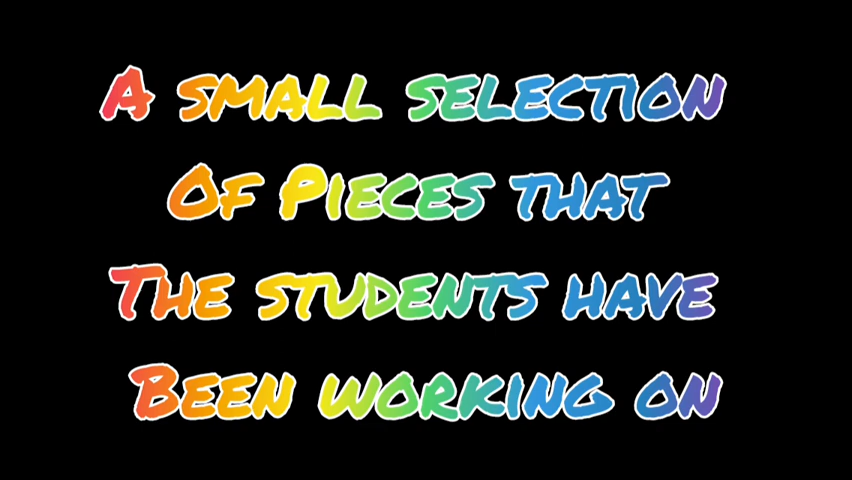 A small selection
Of Pieces that
The students have
Been working on